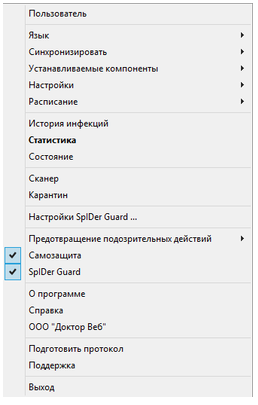 Пользователь
Язык
Синхронизировать
Устанавливаемые компоненты
Настройки
Расписание
История инфекций
Статистика
Состояние
Сканер
Карантин
Настройки SpIDer Guard ...
Предотвращение подозрительных действий
Самозащита
SpIDer Guard
О программе
Справка
ООО "Доктор Веб"
Подготовить протокол
Поддержка
Выход